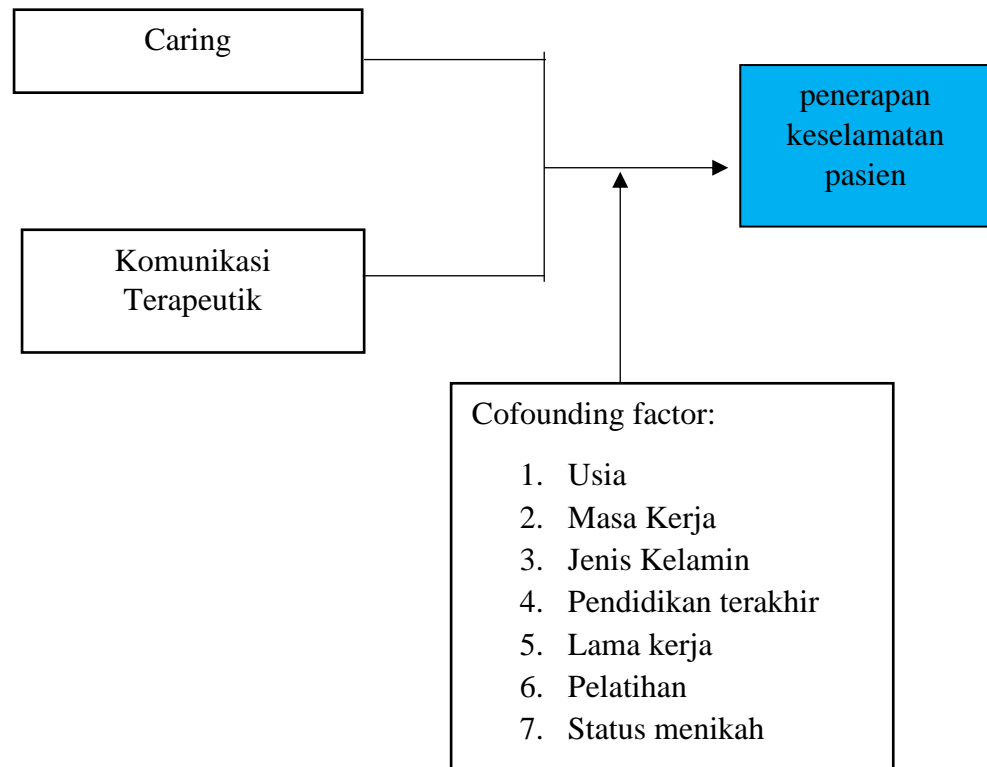 Caring
penerapan
keselamatan
pasien
Komunikasi
Terapeutik
Cofounding factor:
1. Usia
2. Masa Kerja
3. Jenis Kelamin
4. Pendidikan terakhir
5. Lama kerja
6. Pelatihan
7. Status menikah